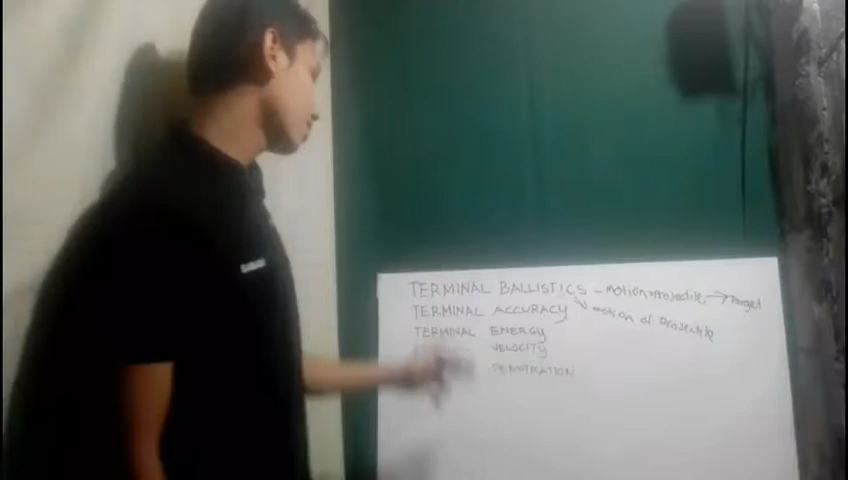 TERMINAL BALLISTICS - motion projectile → target
TERMINAL ACCURACY motion of projectile
TERMINAL ENERGY
VELOCITY
PENETRATION